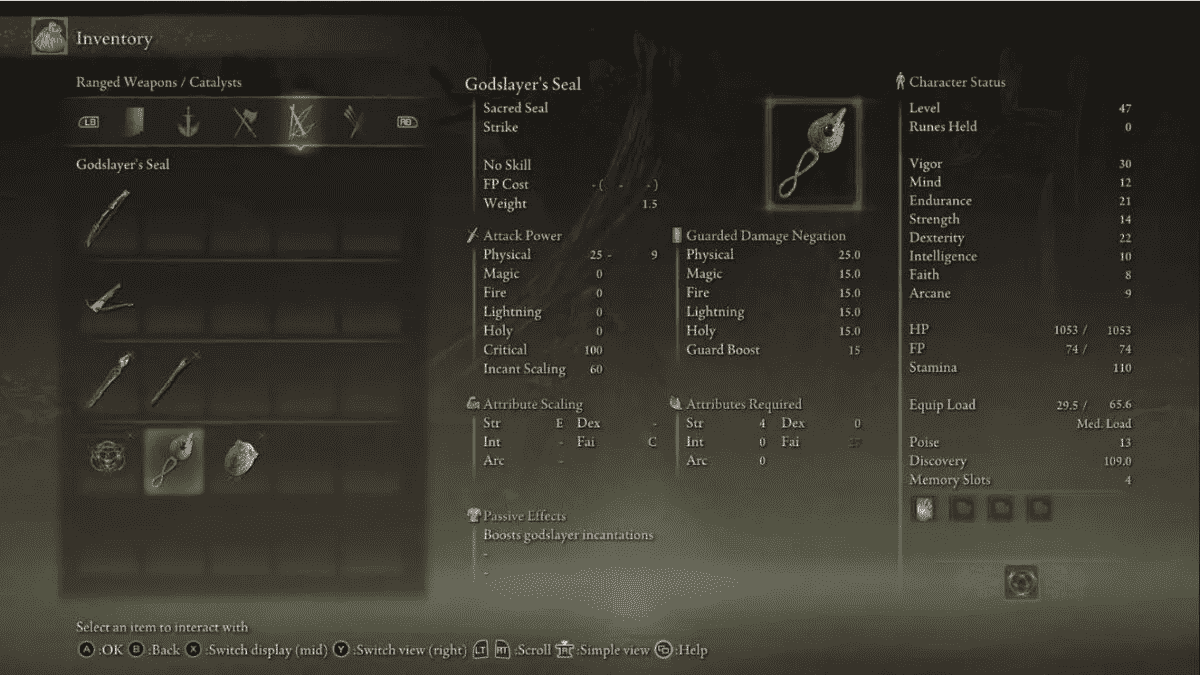 Inventory
Ranged Weapons / Catalysts
LB
RB
Godslayer's Seal
Godslayer's Seal
Sacred Seal
Strike
No Skill
FP Cost - ( - - )
Weight 1.5
Attack Power
Physical 25 - 9
Magic 0
Fire 0
Lightning 0
Holy 0
Critical 100
Incant Scaling 60
Guarded Damage Negation
Physical 25.0
Magic 15.0
Fire 15.0
Lightning 15.0
Holy 15.0
Guard Boost 15
Attribute Scaling
Str E Dex -
Int - Fai C
Arc -
Attributes Required
Str 4 Dex 0
Int 0 Fai
Arc 0
Passive Effects
Boosts godslayer incantations
-
-
Character Status
Level 47
Runes Held 0
Vigor 30
Mind 12
Endurance 21
Strength 14
Dexterity 22
Intelligence 10
Faith 8
Arcane 9
HP 1053 / 1053
FP 74 / 74
Stamina 110
Equip Load 29.5 / 65.6
Med. Load
Poise 13
Discovery 109.0
Memory Slots 4
Select an item to interact with
A :OK B :Back X :Switch display (mid) Y :Switch view (right) LT RT :Scroll :Simple view :Help